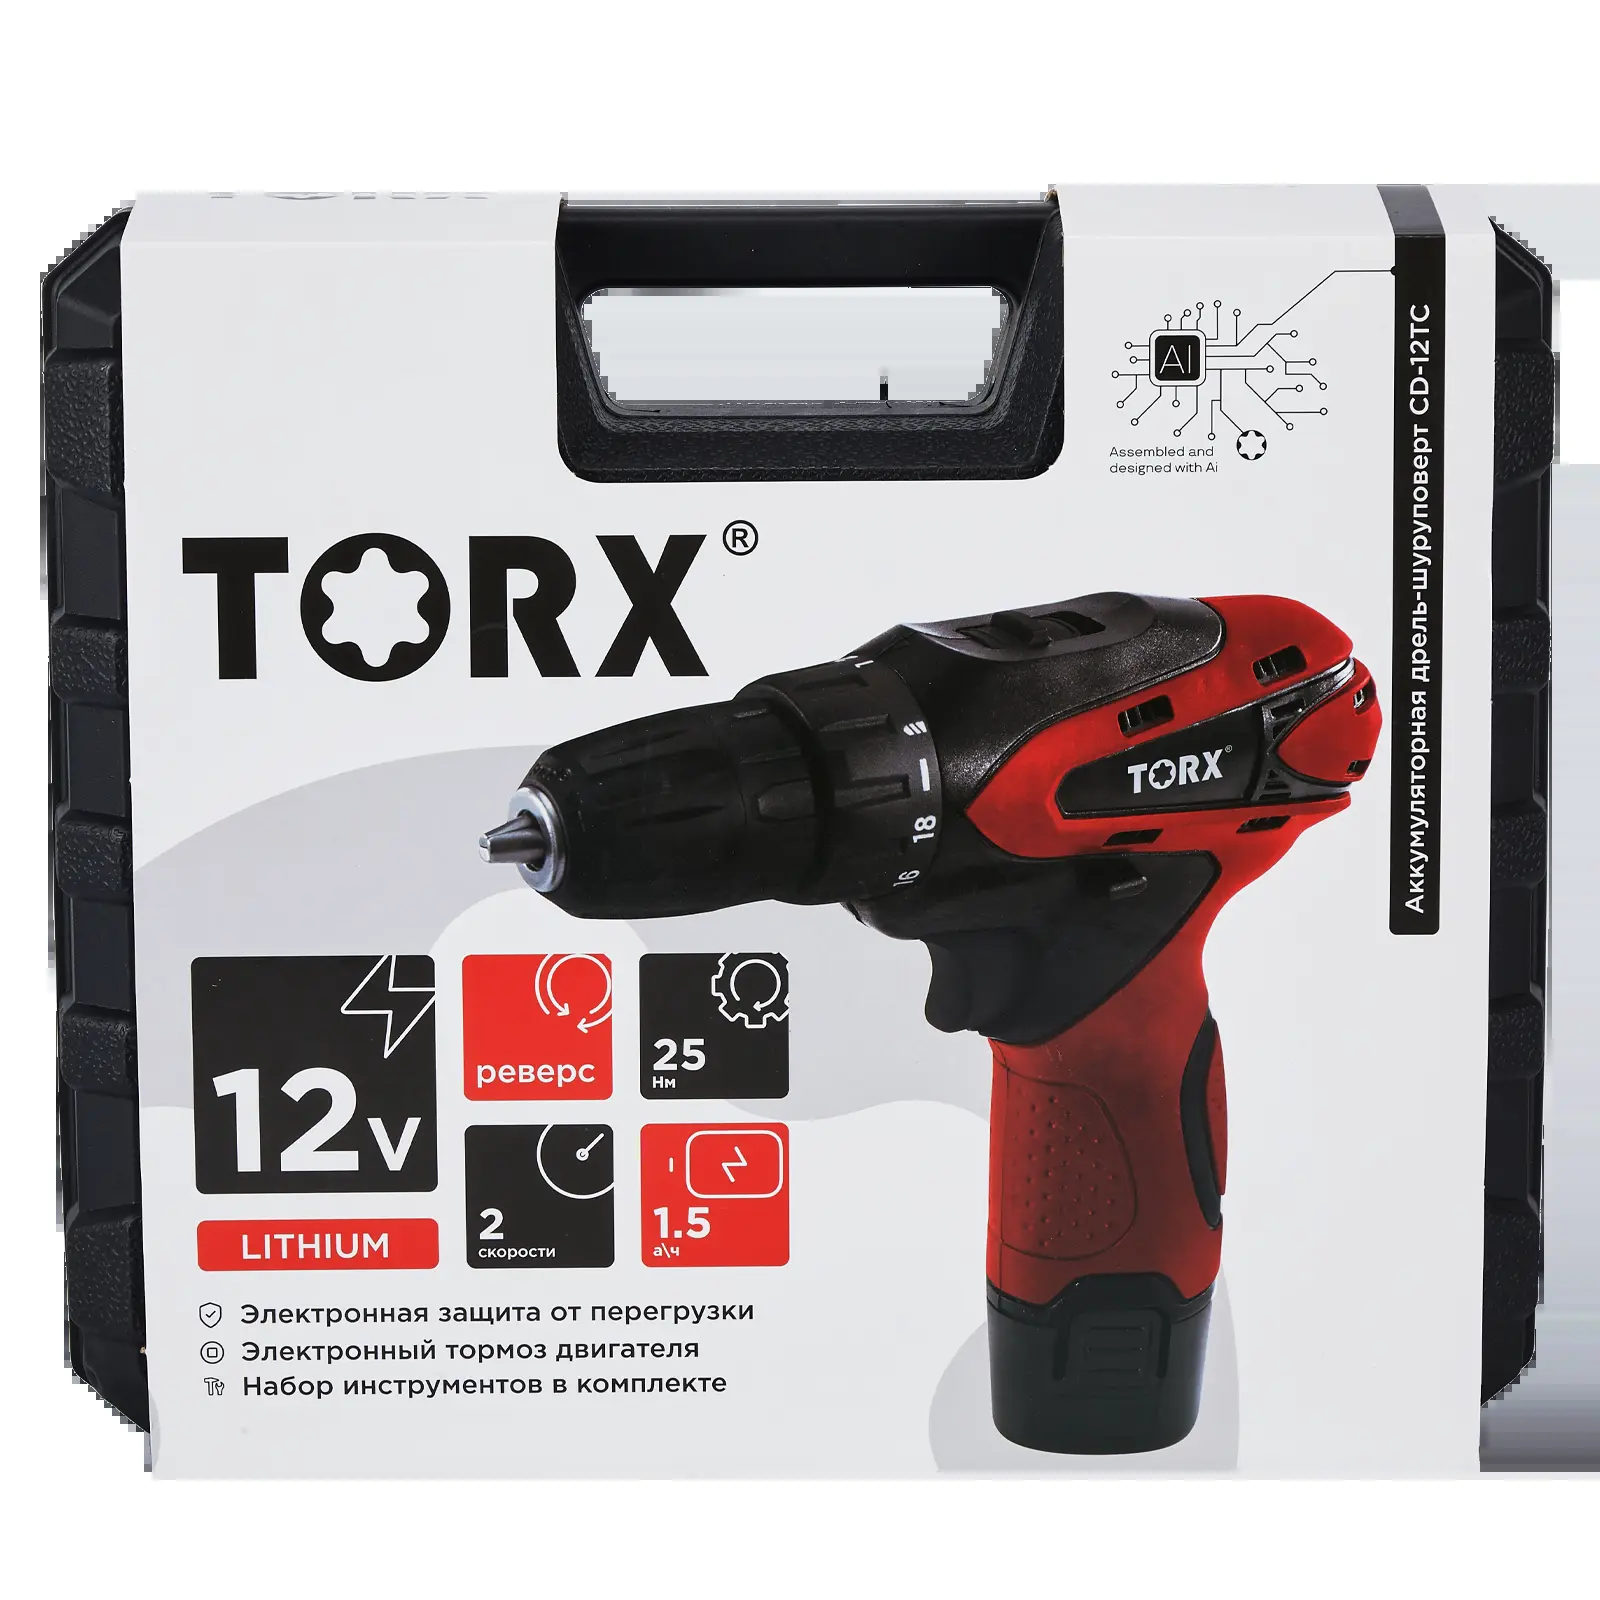 AI
Assembled and
designed with Ai
Аккумуляторная дрель-шуруповерт CD-12TC
TORX®
1
18
16
TORX®
12v
реверс
25
Нм
LITHIUM
2
скорости
1.5
а\ч
Электронная защита от перегрузки
Электронный тормоз двигателя
Набор инструментов в комплекте